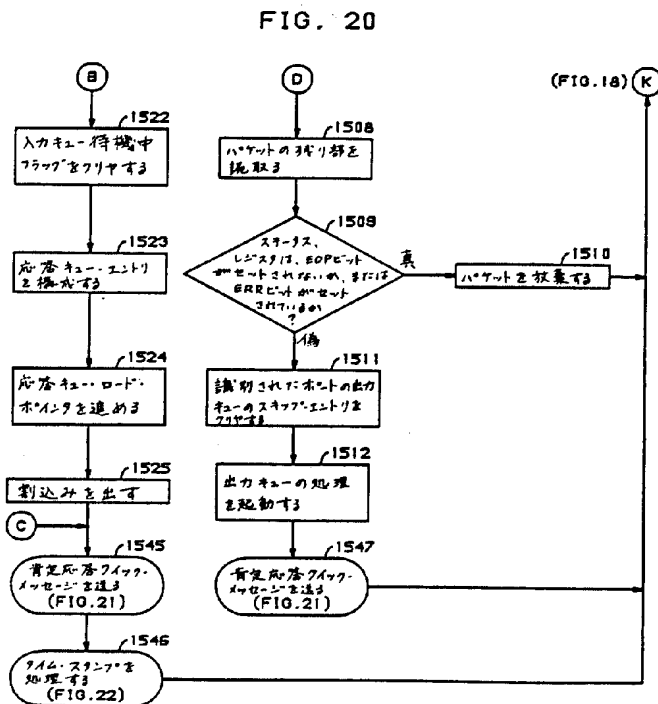 FIG. 20
B
1522
入力キュー待機中
フラッグをクリヤする
1523
応答キュー・エントリ
を構成する
1524
応答キュー・ロード・
ポインタを進める
1525
割込みを出す
C
1545
肯定応答クイック・
メッセージを送る
(FIG.21)
1546
タイム・スタンプを
処理する
(FIG.22)
D
1508
パケットの残り部を
読取る
1509
ステータス、
レジスタは、EOPビット
がセットされないか、または
ERRビットがセット
されているか
?
真
偽
1510
パケットを放棄する
1511
識別されたポートの出力
キューのスキップ・エントリを
クリヤする
1512
出力キューの処理
を起動する
1547
肯定応答クイック・
メッセージを送る
(FIG.21)
(FIG.18) K